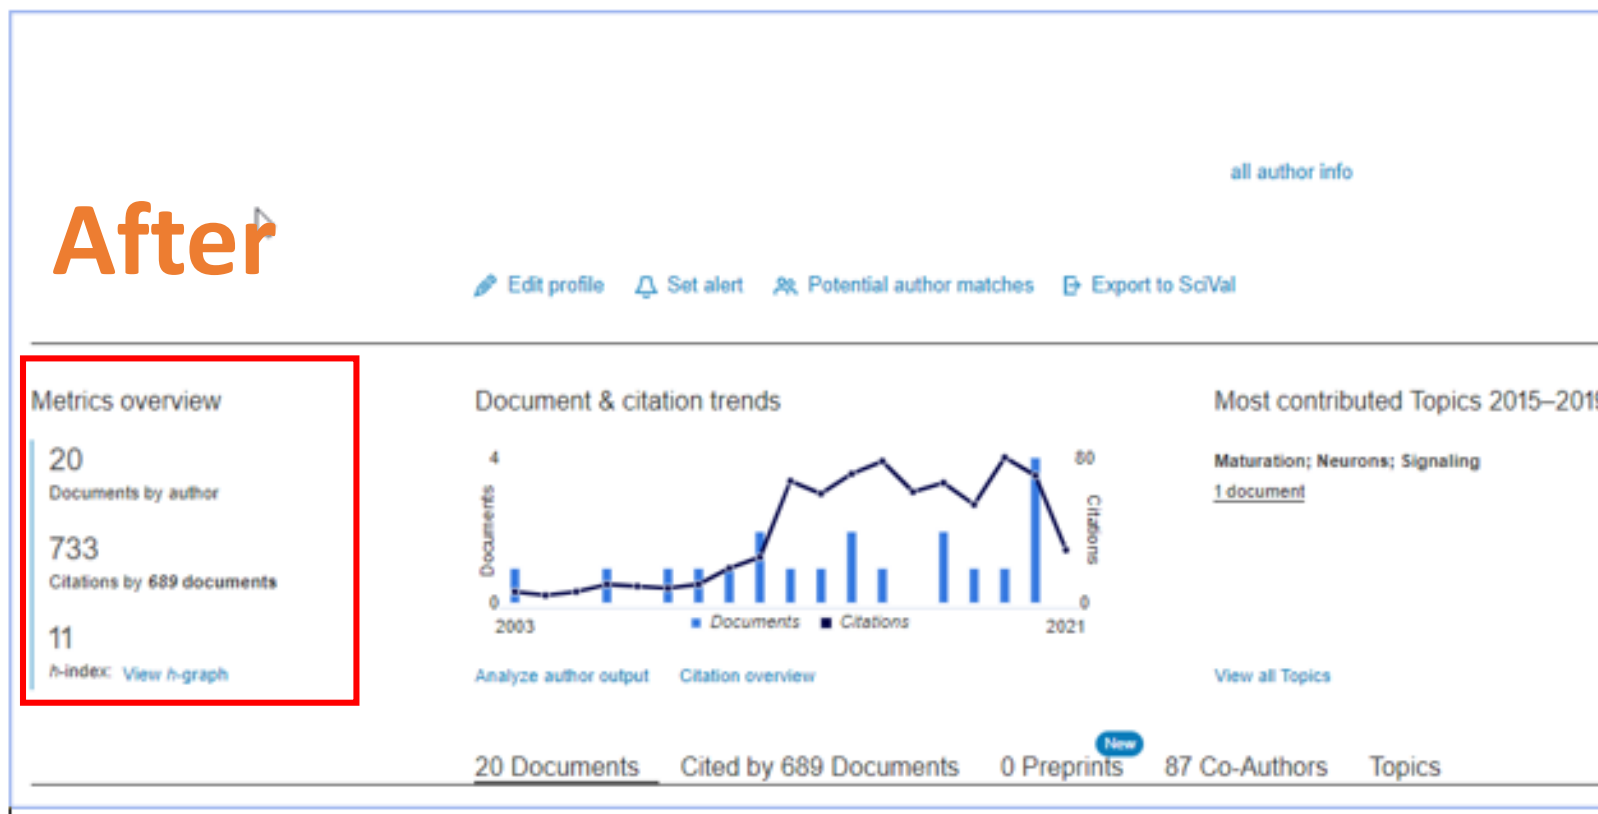 all author info
After
Edit profile Set alert Potential author matches Export to SciVal
Metrics overview
20
Documents by author
733
Citations by 689 documents
11
h-index: View h-graph
Document & citation trends
4
80
Documents
Citations
0
0
2003
Documents Citations
2021
Analyze author output Citation overview
Most contributed Topics 2015–2019
Maturation; Neurons; Signaling
1 document
View all Topics
New
20 Documents Cited by 689 Documents 0 Preprints 87 Co-Authors Topics